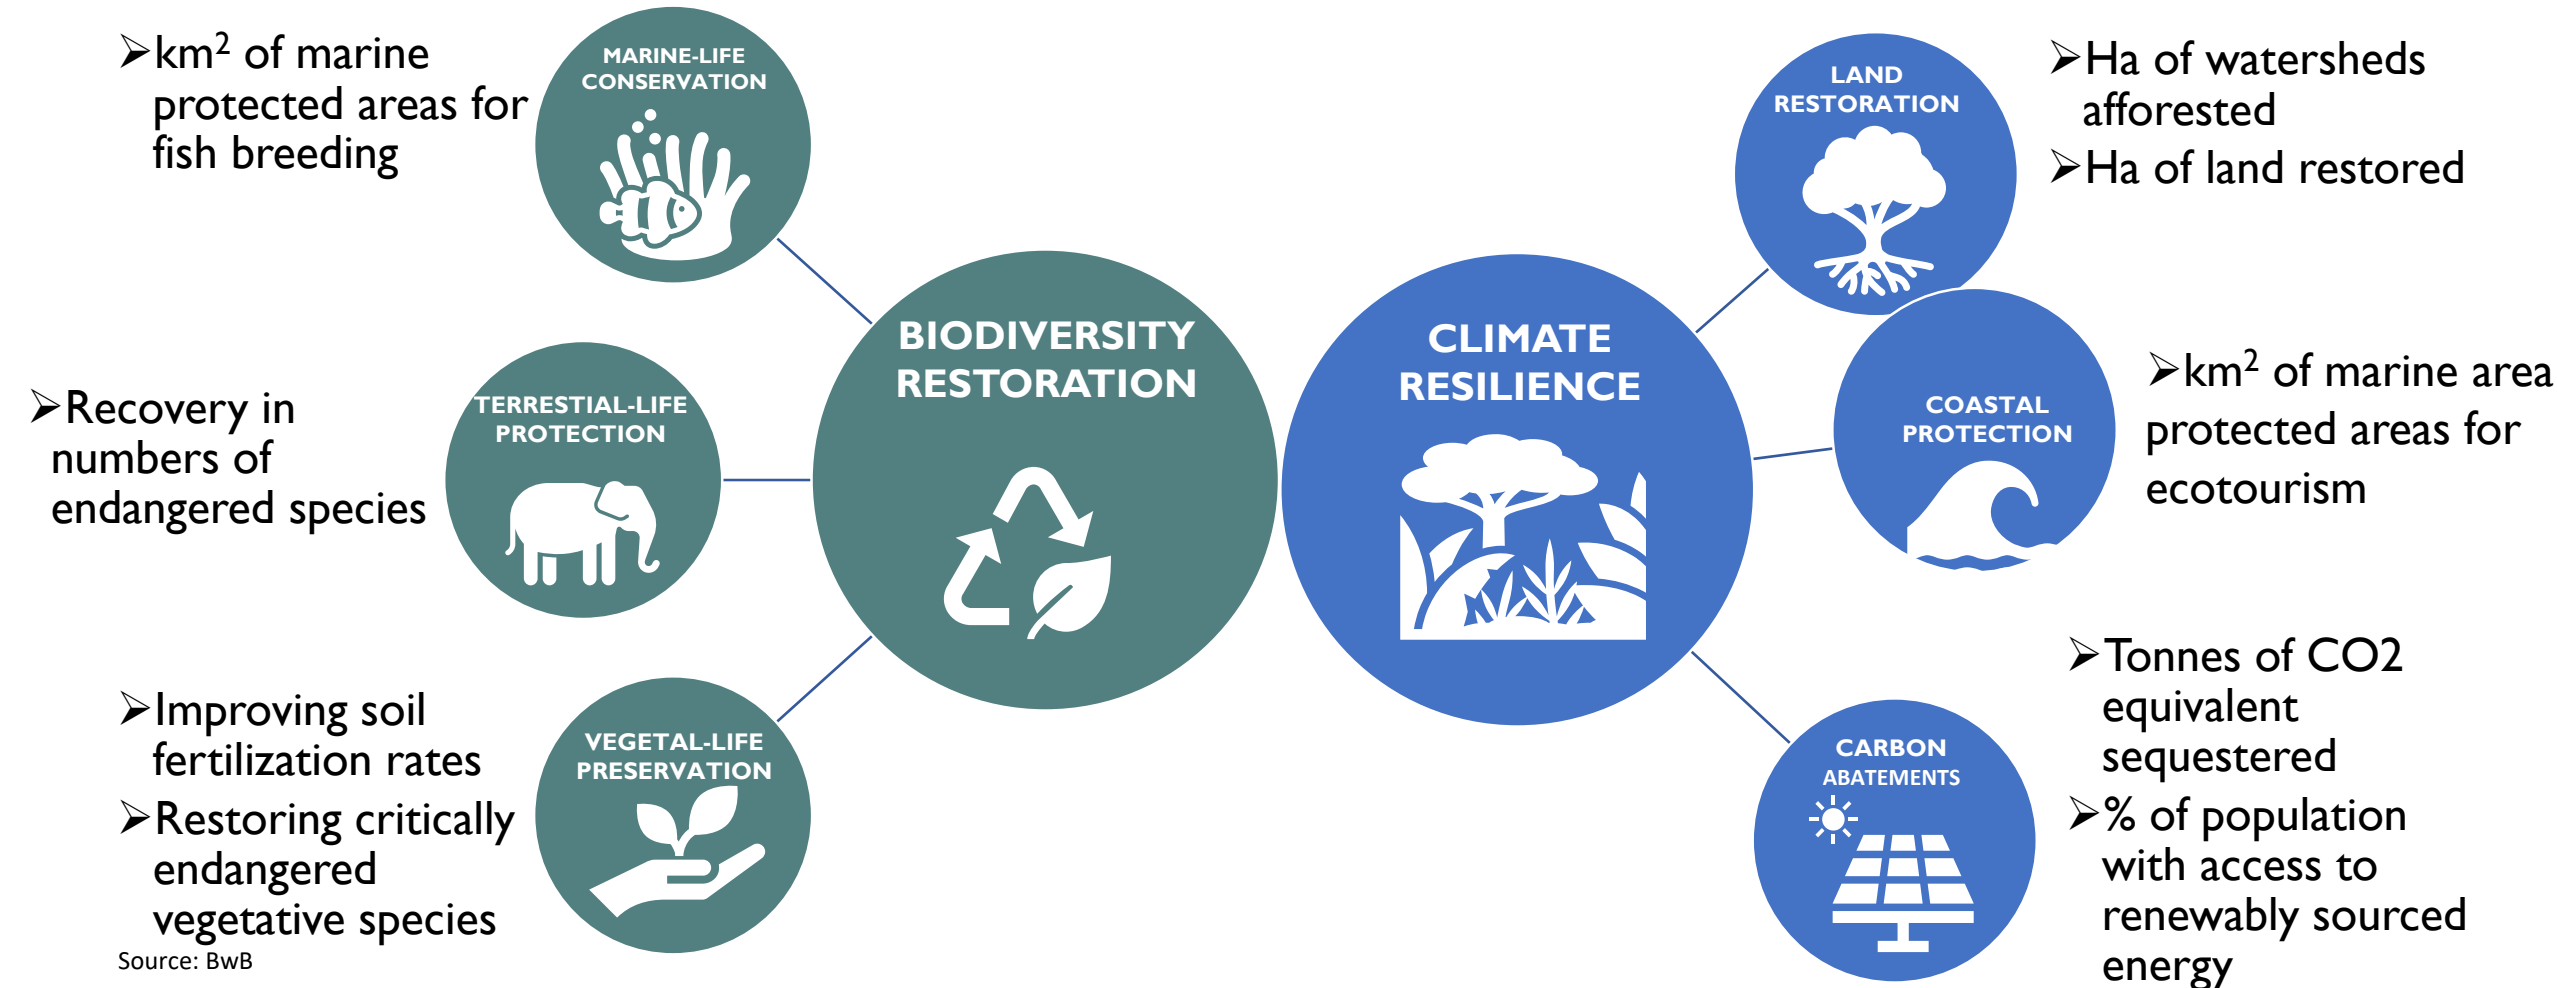 ➢km² of marine
protected areas for
fish breeding
MARINE-LIFE
CONSERVATION
➢Recovery in
numbers of
endangered species
TERRESTIAL-LIFE
PROTECTION
➢Improving soil
fertilization rates
➢Restoring critically
endangered
vegetative species
VEGETAL-LIFE
PRESERVATION
BIODIVERSITY
RESTORATION
CLIMATE
RESILIENCE
LAND
RESTORATION
➢Ha of watersheds
afforested
➢Ha of land restored
COASTAL
PROTECTION
➢km² of marine area
protected areas for
ecotourism
CARBON
ABATEMENTS
➢Tonnes of CO2
equivalent
sequestered
➢% of population
with access to
renewably sourced
energy
Source: BwB